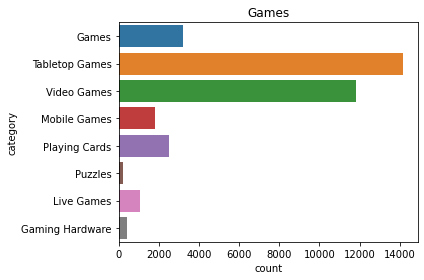 Games
Games
Tabletop Games
Video Games
Mobile Games
Playing Cards
Puzzles
Live Games
Gaming Hardware
category
0 2000 4000 6000 8000 10000 12000 14000
count